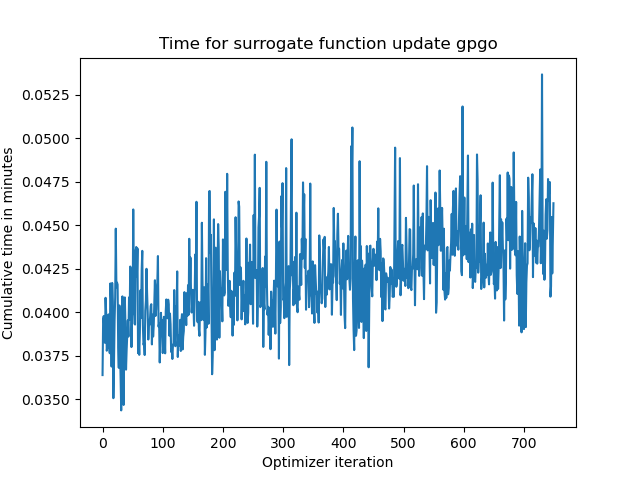 Time for surrogate function update gpgo
Cumulative time in minutes
0.0525
0.0500
0.0475
0.0450
0.0425
0.0400
0.0375
0.0350
0 100 200 300 400 500 600 700
Optimizer iteration